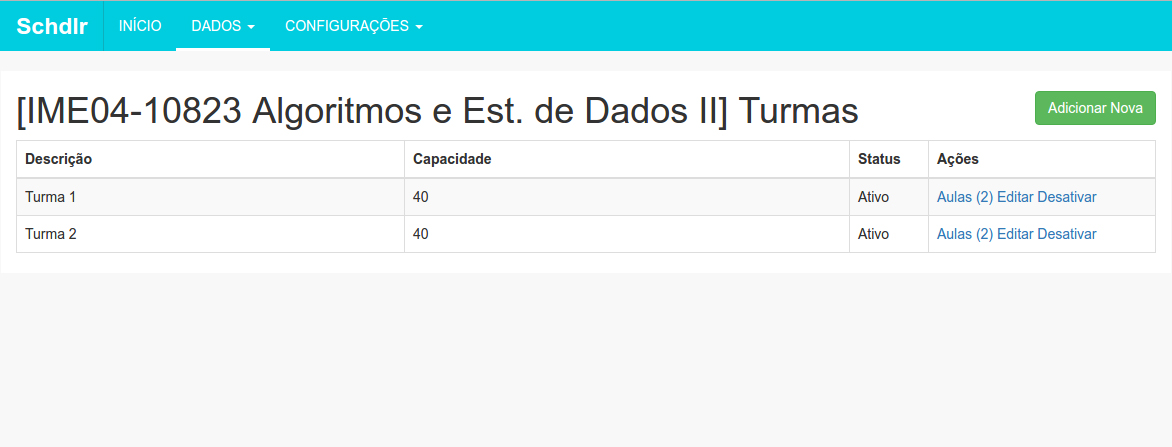 Schdlr INÍCIO DADOS CONFIGURAÇÕES
[IME04-10823 Algoritmos e Est. de Dados II] Turmas Adicionar Nova
Descrição Capacidade Status Ações
Turma 1 40 Ativo Aulas (2) Editar Desativar
Turma 2 40 Ativo Aulas (2) Editar Desativar